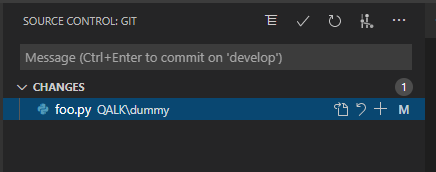 SOURCE CONTROL: GIT
Message (Ctrl+Enter to commit on 'develop')
CHANGES 1
foo.py QALK\dummy M